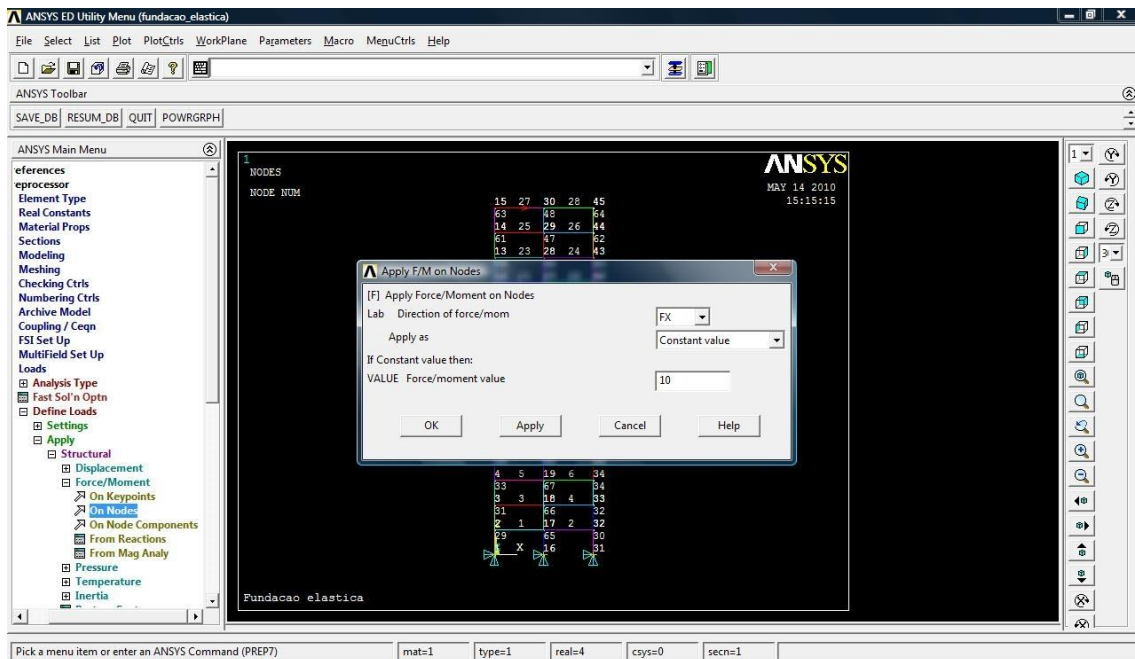 ANSYS ED Utility Menu (fundacao_elastica)
File Select List Plot PlotCtrls WorkPlane Parameters Macro MenuCtrls Help
ANSYS Toolbar
SAVE_DB RESUM_DB QUIT POWRGRPH
ANSYS Main Menu
eferences
eprocessor
Element Type
Real Constants
Material Props
Sections
Modeling
Meshing
Checking Ctrls
Numbering Ctrls
Archive Model
Coupling / Ceqn
FSI Set Up
MultiField Set Up
Loads
Analysis Type
Fast Sol'n Optn
Define Loads
Settings
Apply
Structural
Displacement
Force/Moment
On Keypoints
On Nodes
On Node Components
From Reactions
From Mag Analy
Pressure
Temperature
Inertia
1
NODES
NODE NUM
ANSYS
MAY 14 2010
15:15:15
15 27 30 28 45
63 48 64
14 25 29 26 44
61 47 62
13 23 28 24 43
Apply F/M on Nodes
[F] Apply Force/Moment on Nodes
Lab Direction of force/mom FX
Apply as Constant value
If Constant value then:
VALUE Force/moment value 10
OK Apply Cancel Help
4 5 19 6 34
33 67 34
3 3 18 4 33
31 66 32
2 1 17 2 32
29 65 30
X 16 31
Fundacao elastica
1
3
Pick a menu item or enter an ANSYS Command (PREP7) mat=1 type=1 real=4 csys=0 secn=1